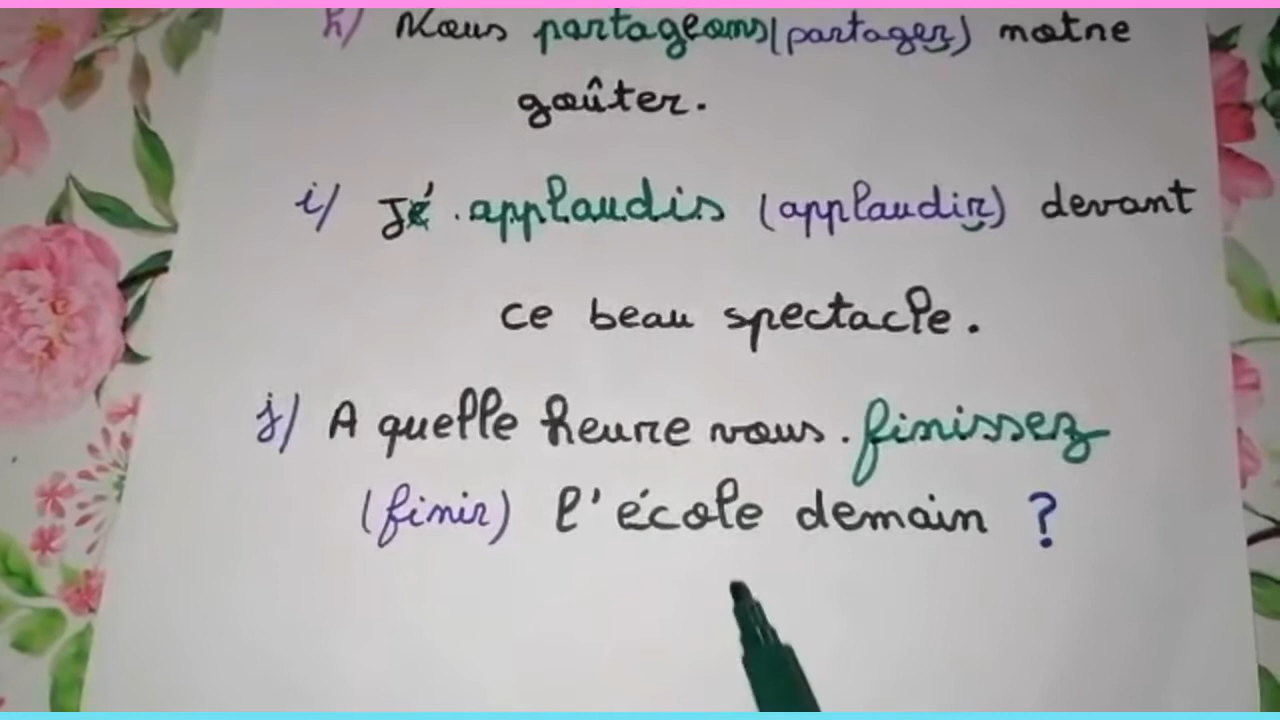 h) Nous partageons (partager) notre
goûter.
i) J' applaudis (applaudir) devant
ce beau spectacle.
j) A quelle heure vous . finissez
(finir) l'école demain ?